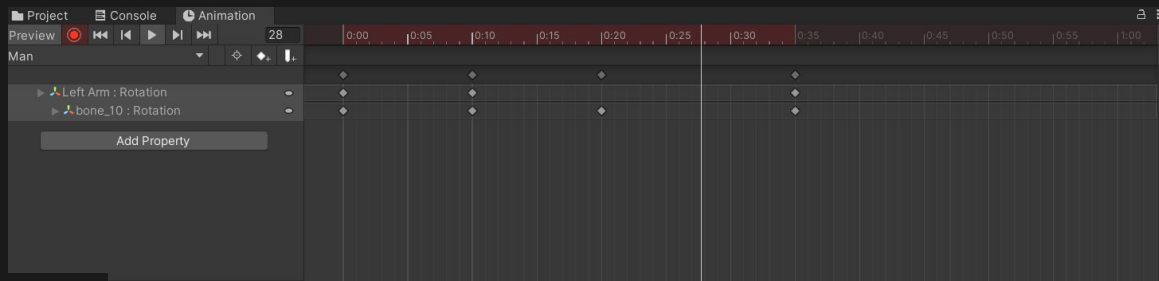 Project Console Animation
Preview 28 0:00 0:05 0:10 0:15 0:20 0:25 0:30 0:35 0:40 0:45 0:50 0:55 1:00
Man
Left Arm : Rotation
bone_10 : Rotation
Add Property